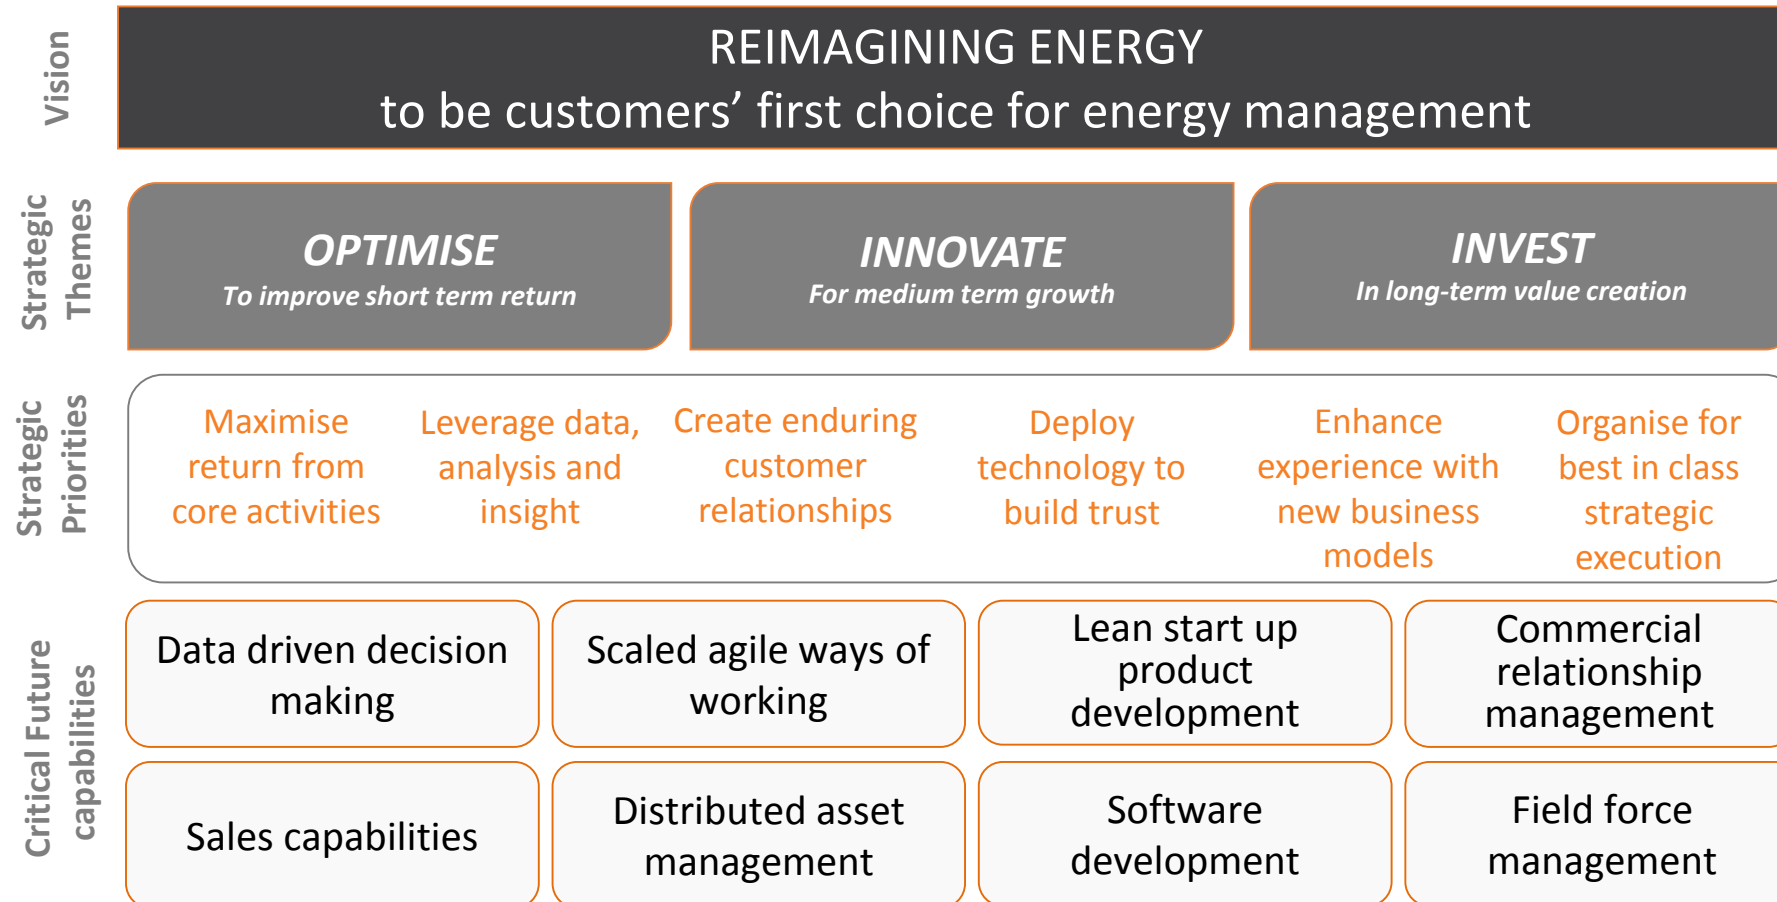 Vision
REIMAGINING ENERGY
to be customers’ first choice for energy management
Strategic
Themes
OPTIMISE
To improve short term return
INNOVATE
For medium term growth
INVEST
In long-term value creation
Strategic
Priorities
Maximise
return from
core activities
Leverage data,
analysis and
insight
Create enduring
customer
relationships
Deploy
technology to
build trust
Enhance
experience with
new business
models
Organise for
best in class
strategic
execution
Critical Future
capabilities
Data driven decision
making
Scaled agile ways of
working
Lean start up
product
development
Commercial
relationship
management
Sales capabilities
Distributed asset
management
Software
development
Field force
management